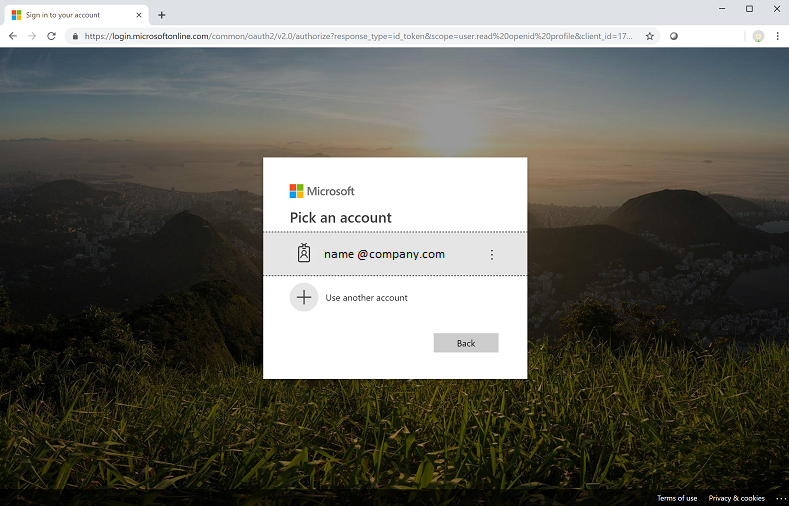 Sign in to your account
https://login.microsoftonline.com/common/oauth2/v2.0/authorize?response_type=id_token&scope=user.read%20openid%20profile&client_id=17...
Microsoft
Pick an account
name @company.com
Use another account
Back
Terms of use Privacy & cookies